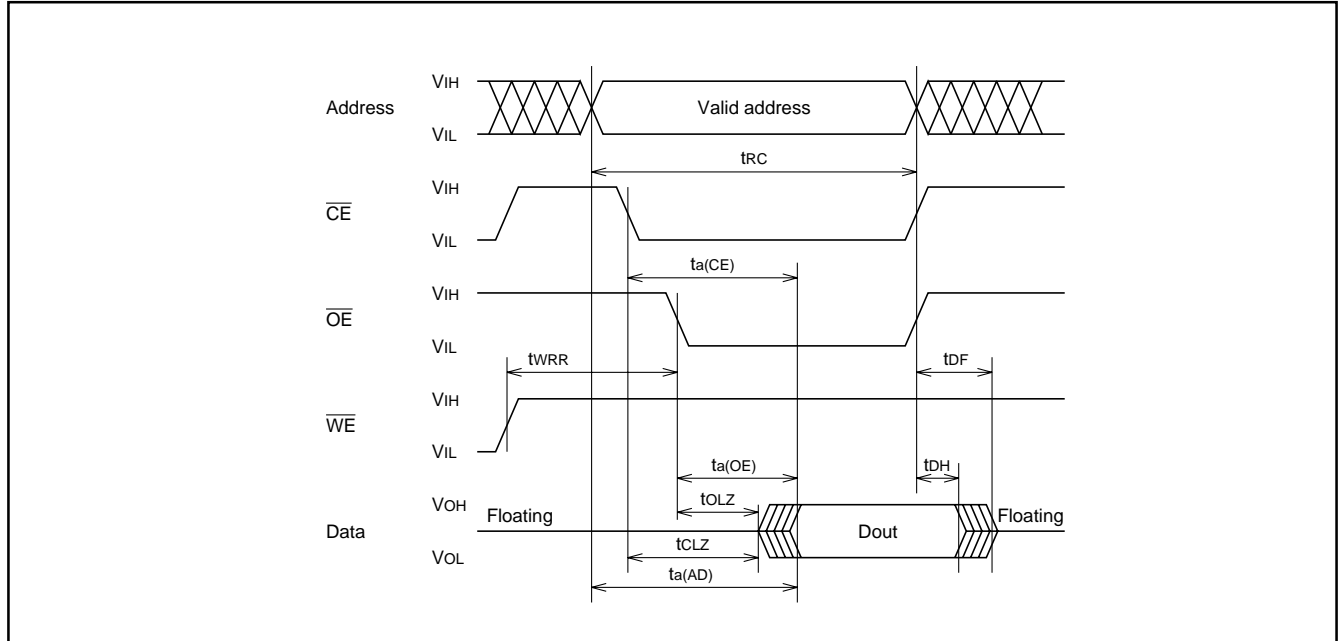 VIH
Address Valid address
VIL
tRC
VIH
CE
VIL
ta(CE)
VIH
OE
VIL
tWRR tDF
VIH
WE
VIL
ta(OE) tDH
tOLZ
VOH
Floating Floating
Data Dout
tCLZ
VOL
ta(AD)